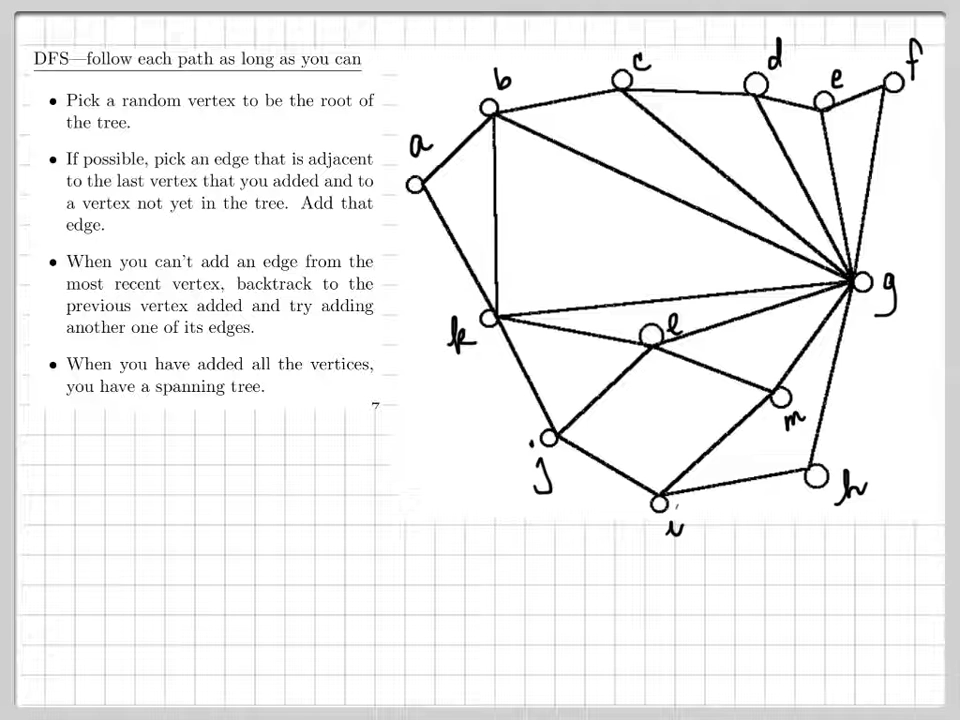 DFS—follow each path as long as you can
• Pick a random vertex to be the root of
the tree.
• If possible, pick an edge that is adjacent
to the last vertex that you added and to
a vertex not yet in the tree. Add that
edge.
• When you can't add an edge from the
most recent vertex, backtrack to the
previous vertex added and try adding
another one of its edges.
• When you have added all the vertices,
you have a spanning tree.
7
a
b
c
d
e
f
g
k
l
m
j
h
i